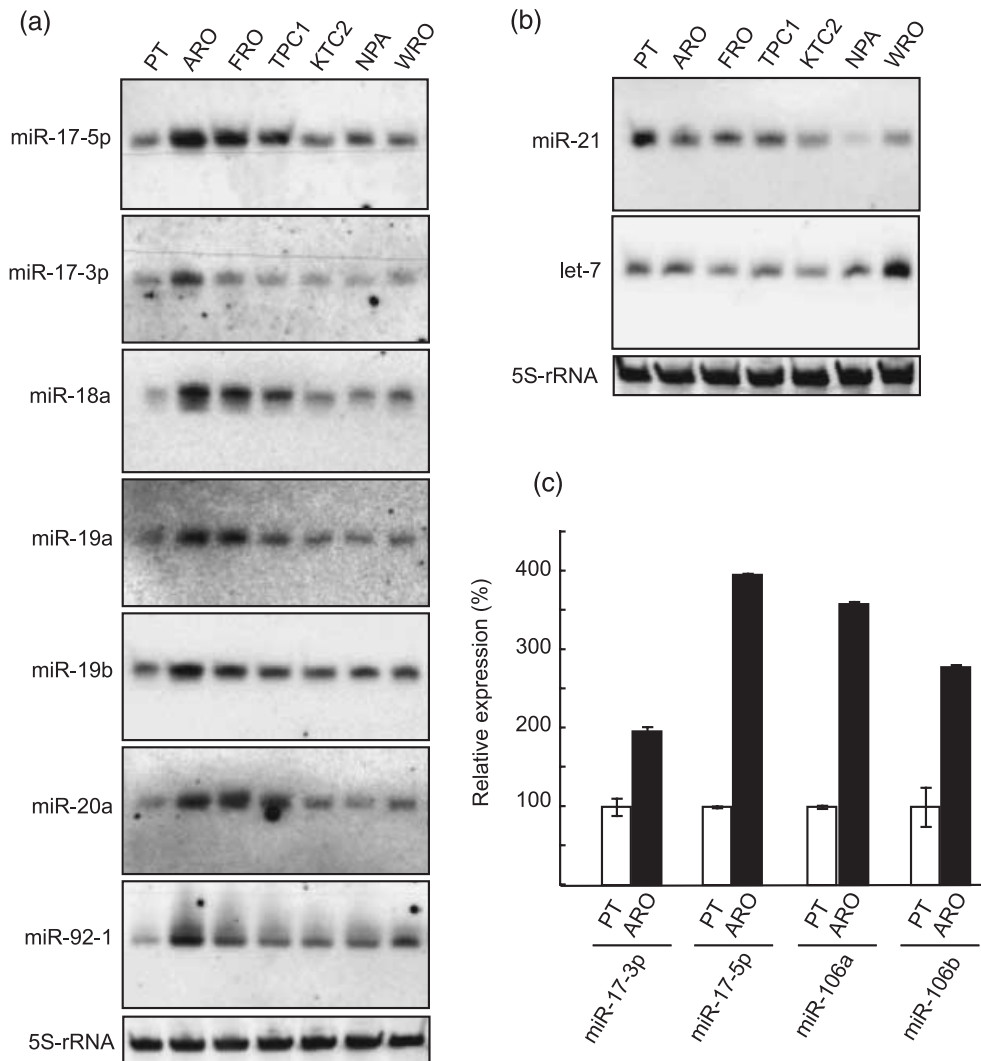 (a)
PT ARO FRO TPC1 KTC2 NPA WRO
miR-17-5p
miR-17-3p
miR-18a
miR-19a
miR-19b
miR-20a
miR-92-1
5S-rRNA
(b)
PT ARO FRO TPC1 KTC2 NPA WRO
miR-21
let-7
5S-rRNA
(c)
Relative expression (%)
400
300
200
100
PT ARO PT ARO PT ARO PT ARO
miR-17-3p miR-17-5p miR-106a miR-106b